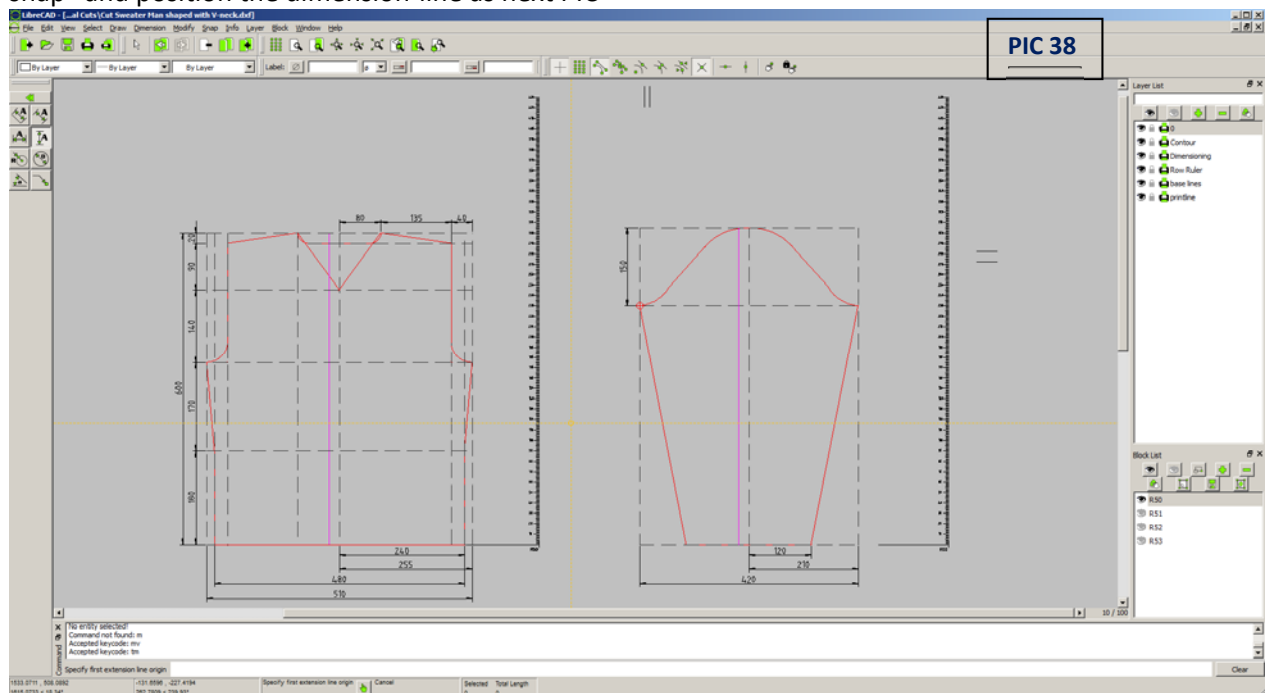 snap" and position the dimension-line as next Pic
PIC 38
LibreCAD - [...al Cuts\Cut Sweater Man shaped with V-neck.dxf]
File Edit View Select Draw Dimension Modify Snap Info Layer Block Window Help
By Layer By Layer By Layer Label:
Layer List
0
Contour
Dimensioning
Row Ruler
base lines
printline
80 135 40
20
90
150
140
600
170
180
240
255
480
510
120
210
420
Block List
R50
R51
R52
R53
10 / 100
No entity selected!
Command not found: m
Accepted keycode: mv
Accepted keycode: tm
Command
Specify first extension line origin
Clear
Specify first extension line origin Cancel Selected Total Length